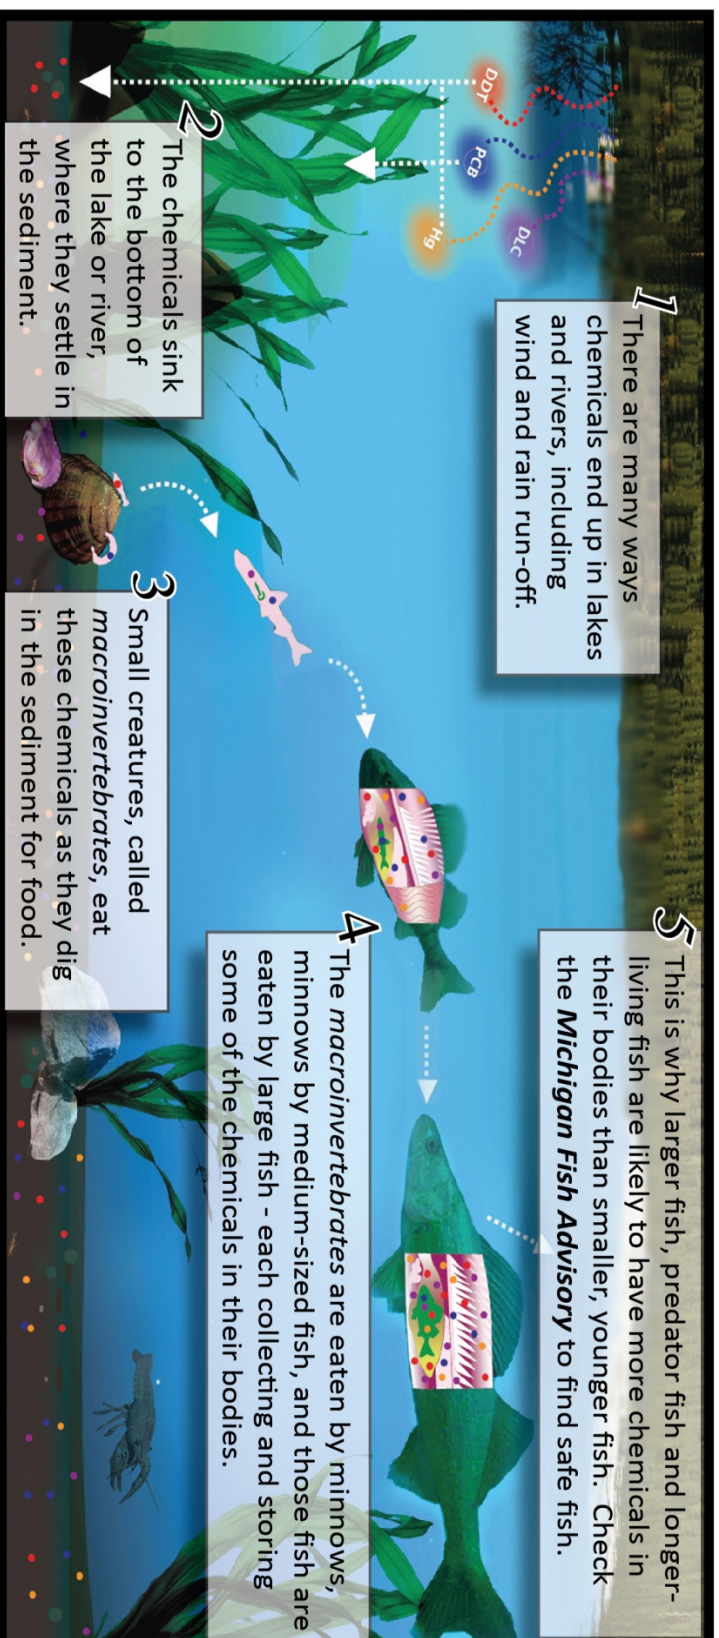 1
There are many ways
chemicals end up in lakes
and rivers, including
wind and rain run-off.
DDT
PCB
Hg
DLC
2
The chemicals sink
to the bottom of
the lake or river,
where they settle in
the sediment.
3
Small creatures, called
macroinvertebrates, eat
these chemicals as they dig
in the sediment for food.
4
The macroinvertebrates are eaten by minnows,
minnows by medium-sized fish, and those fish are
eaten by large fish - each collecting and storing
some of the chemicals in their bodies.
5
This is why larger fish, predator fish and longer-
living fish are likely to have more chemicals in
their bodies than smaller, younger fish.  Check
the Michigan Fish Advisory to find safe fish.